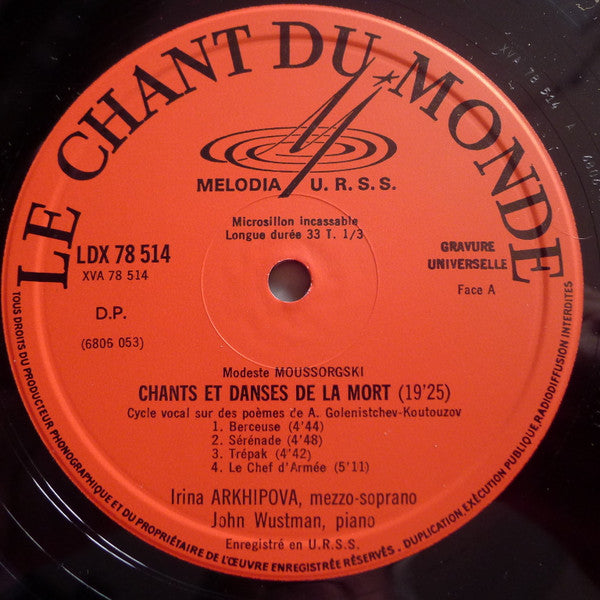 LE CHANT DU MONDE
MELODIA U.R.S.S.
Microsillon incassable
Longue durée 33 T. 1/3
LDX 78 514
XVA 78 514
D.P.
(6806 053)
GRAVURE
UNIVERSELLE
Face A
Modeste MOUSSORGSKI
CHANTS ET DANSES DE LA MORT (19'25)
Cycle vocal sur des poèmes de A. Golenistchev-Koutouzov
1. Berceuse (4'44)
2. Sérénade (4'48)
3. Trépak (4'42)
4. Le Chef d'Armée (5'11)
Irina ARKHIPOVA, mezzo-soprano
John Wustman, piano
Enregistré en U.R.S.S.
TOUS DROITS DU PRODUCTEUR PHONOGRAPHIQUE ET DU PROPRIÉTAIRE DE L'ŒUVRE ENREGISTRÉE RÉSERVÉS. DUPLICATION, EXÉCUTION PUBLIQUE, RADIODIFFUSION INTERDITES
XVA 78 514 A